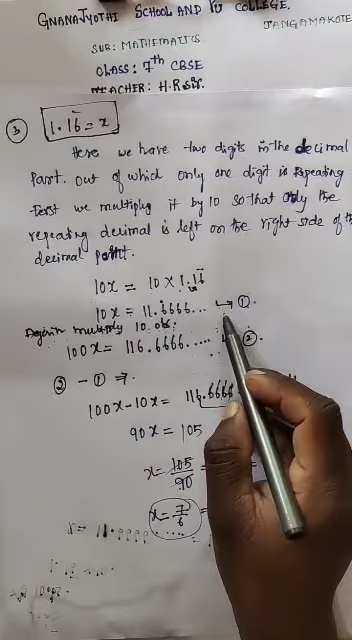 GNANAJYOTHI SCHOOL AND PU COLLEGE.
JANGAMAKOTE
SUB: MATHEMATICS
CLASS: 7th CBSE
TEACHER: H.R Sir.
③ 1.16̅ = x
Here we have two digits in the decimal
part. out of which only one digit is repeating
First we multiply it by 10 so that only the
repeating decimal is left on the right side of the
decimal point.
10x = 10 × 1.16̅
10x = 11.6666... → ①.
Again multiply 10.
100x = 116.6666..... ②.
② - ① ⇒
100x - 10x = 116.6666
90x = 105
x = 105/90 =
x = 7/6 =